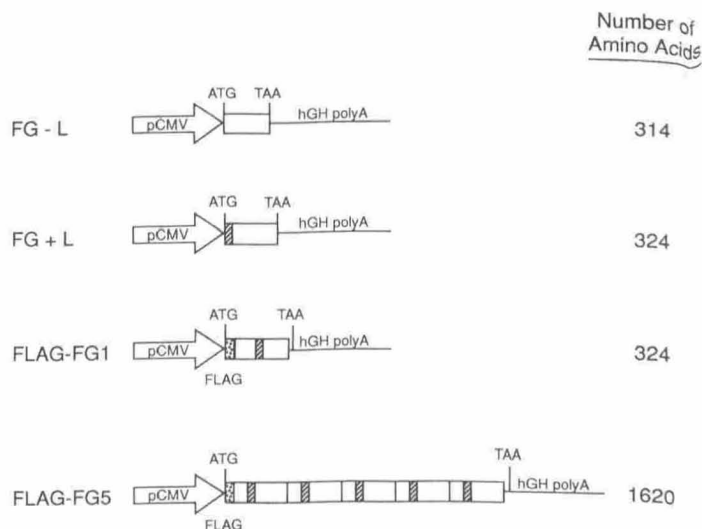 Number of
Amino Acids
ATG TAA
FG - L pCMV hGH polyA 314
ATG TAA
FG + L pCMV hGH polyA 324
ATG TAA
FLAG-FG1 pCMV hGH polyA 324
FLAG
ATG TAA
FLAG-FG5 pCMV hGH polyA 1620
FLAG